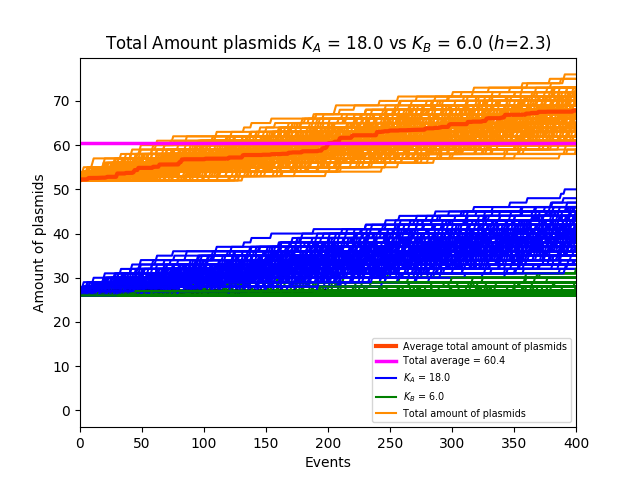 Total Amount plasmids K_A = 18.0 vs K_B = 6.0 (h=2.3)
Amount of plasmids
70
60
50
40
30
20
10
0
Average total amount of plasmids
Total average = 60.4
K_A = 18.0
K_B = 6.0
Total amount of plasmids
0 50 100 150 200 250 300 350 400
Events